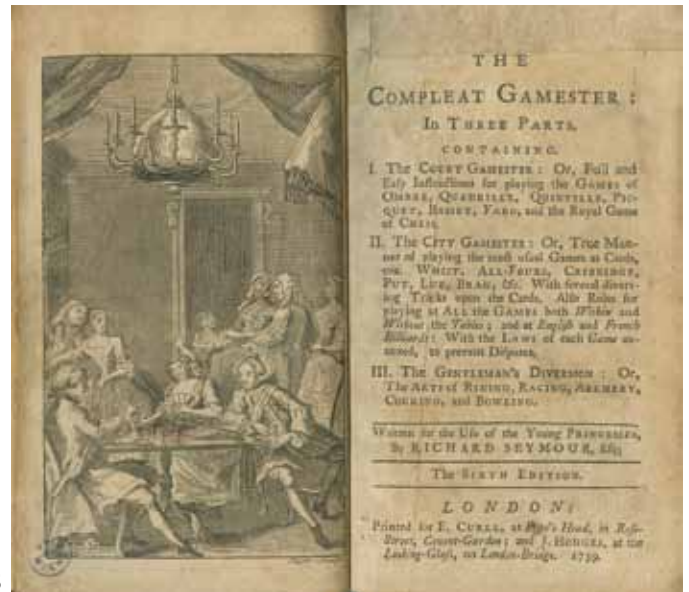 THE
COMPLEAT GAMESTER:
In THREE PARTS.
CONTAINING,
I. The COURT GAMESTER: Or, Full and
Easy Instructions for playing the GAMES of
OMBRE, QUADRILLE, QUINTILLE, PIC-
QUET, BASSET, FARO, and the Royal Game
of CHESS.
II. The CITY GAMESTER: Or, True Man-
ner of playing the most usual Games at Cards,
viz. WHIST, ALL-FOURS, CRIBBIDGE,
PUT, LUE, BRAG, &c. With several divert-
ing Tricks upon the Cards. Also Rules for
playing at ALL the GAMES both Within and
Without the Tables; and at English and French
Billiards: With the LAWS of each Game an-
nexed, to prevent Disputes.
III. The GENTLEMAN'S DIVERSION: Or,
The ARTS of RIDING, RACING, ARCHERY,
COCKING, and BOWLING.
Written for the Use of the Young PRINCESSES,
By RICHARD SEYMOUR, Esq;
The SIXTH EDITION.
LONDON:
Printed for E. CURLL, at Pope's Head, in Rose-
Street, Covent-Garden; and J. HODGES, at the
Looking-Glass, on London-Bridge. 1739.